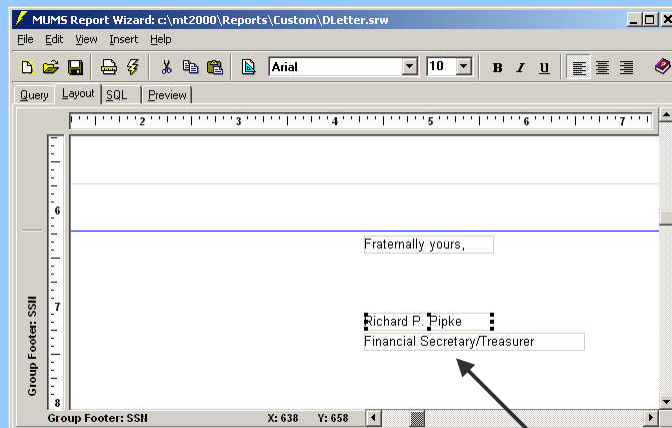 MUMS Report Wizard: c:\mt2000\Reports\Custom\DLetter.srw
File Edit View Insert Help
Arial 10 B I U
Query Layout SQL Preview
2 3 4 5 6 7
6
Fraternally yours,
7
Richard P. Pipke
Financial Secretary/Treasurer
8
Group Footer: SSN
Group Footer: SSN X: 638 Y: 658